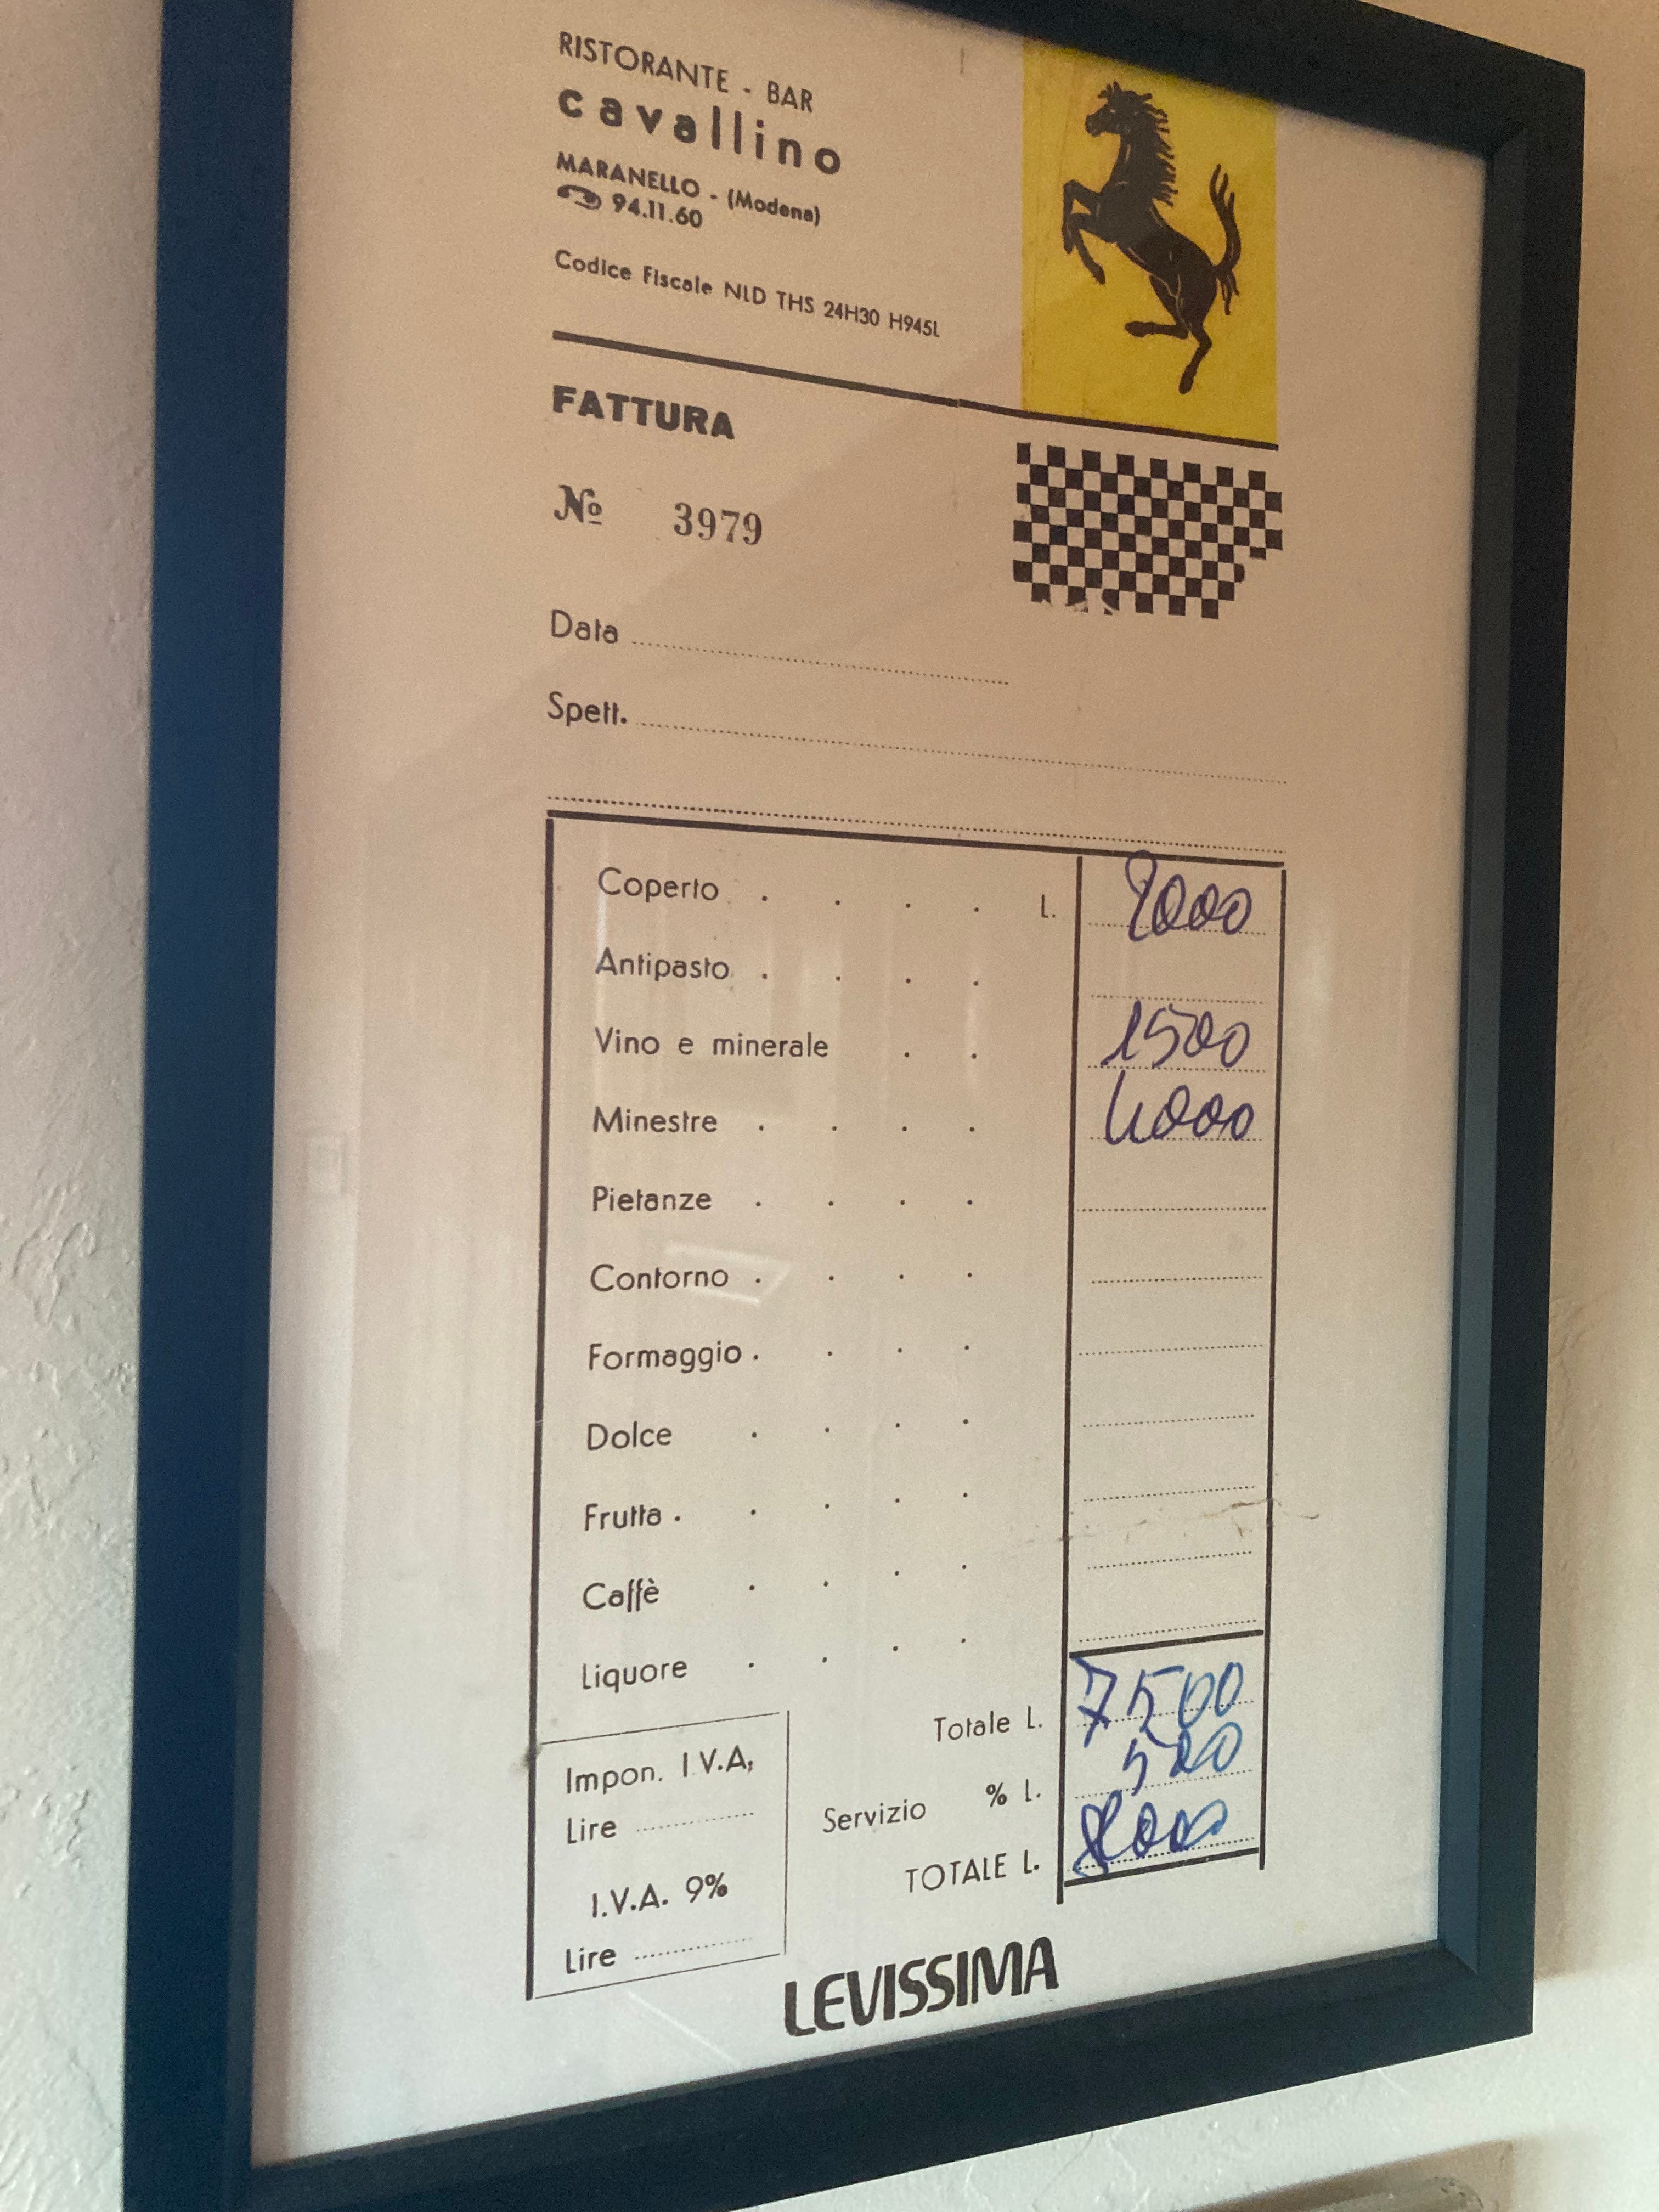 RISTORANTE - BAR
cavallino
MARANELLO - (Modena)
94.11.60
Codice Fiscale NLD THS 24H30 H945L
FATTURA
Nº 3979
Data
Spett.
Coperto . . . . L. 2000
Antipasto . . . .
Vino e minerale . . 1500
Minestre . . . . 4000
Pietanze . . . .
Contorno . . . .
Formaggio . . . .
Dolce . . . .
Frutta . . . . .
Caffè . . . .
Liquore . . . .
Totale L. 7500
Servizio % L. 500
TOTALE L. 8000
Impon. I.V.A.
Lire
I.V.A. 9%
Lire
LEVISSIMA